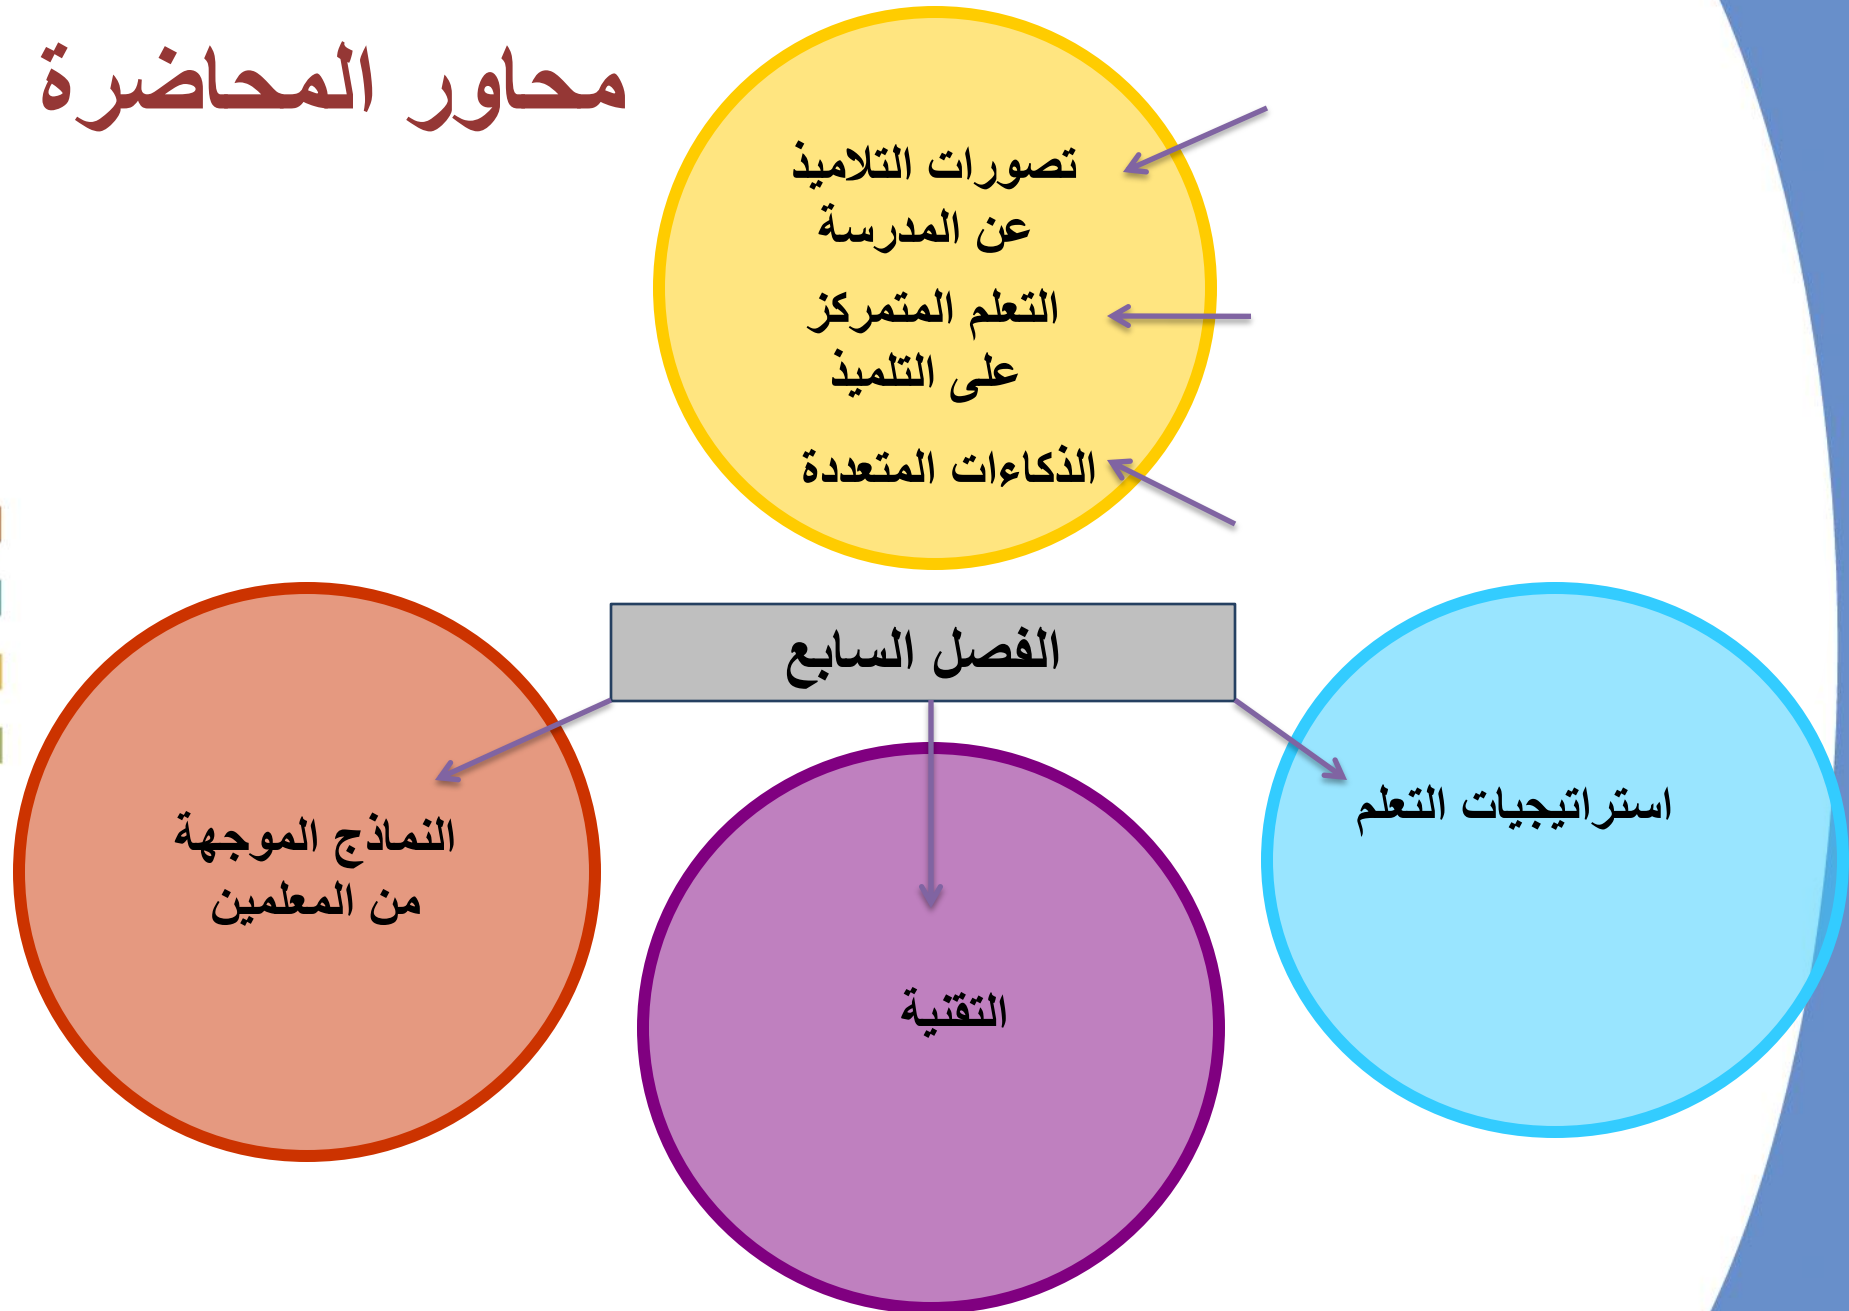 محاور المحاضرة
تصورات التلاميذ
عن المدرسة
التعلم المتمركز
على التلميذ
الذكاءات المتعددة
الفصل السابع
استراتيجيات التعلم
التقنية
النماذج الموجهة
من المعلمين